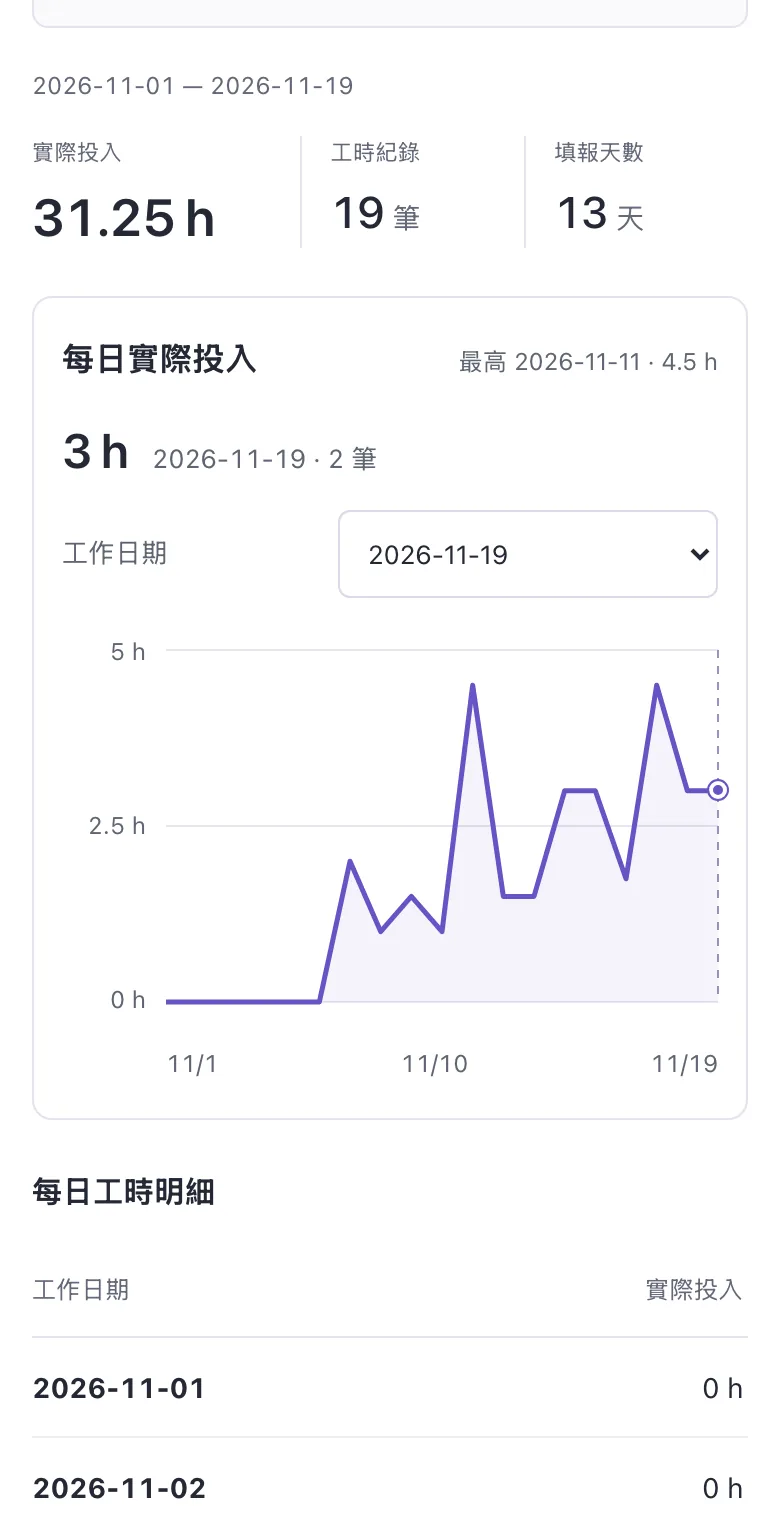 2026-11-01 — 2026-11-19
實際投入 工時紀錄 填報天數
31.25 h 19 筆 13 天
每日實際投入 最高 2026-11-11 · 4.5 h
3 h 2026-11-19 · 2 筆
工作日期 2026-11-19
5 h
2.5 h
0 h
11/1 11/10 11/19
每日工時明細
工作日期 實際投入
2026-11-01 0 h
2026-11-02 0 h